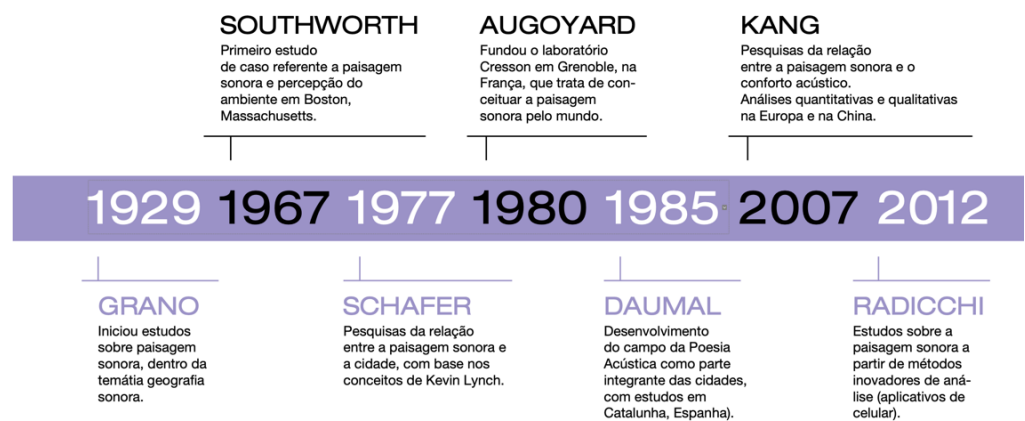 SOUTHWORTH
Primeiro estudo
de caso referente a paisagem
sonora e percepção do
ambiente em Boston,
Massachusetts.
AUGOYARD
Fundou o laboratório
Cresson em Grenoble, na
França, que trata de con-
ceituar a paisagem
sonora pelo mundo.
KANG
Pesquisas da relação
entre a paisagem sonora e o
conforto acústico.
Análises quantitativas e qualitativas
na Europa e na China.
1929 1967 1977 1980 1985 2007 2012
GRANO
Iniciou estudos
sobre paisagem
sonora, dentro da
temátia geografia
sonora.
SCHAFER
Pesquisas da relação
entre a paisagem sonora e
a cidade, com base nos
conceitos de Kevin Lynch.
DAUMAL
Desenvolvimento
do campo da Poesia
Acústica como parte
integrante das cidades,
com estudos em
Catalunha, Espanha).
RADICCHI
Estudos sobre a
paisagem sonora a
partir de métodos
inovadores de aná-
lise (aplicativos de
celular).